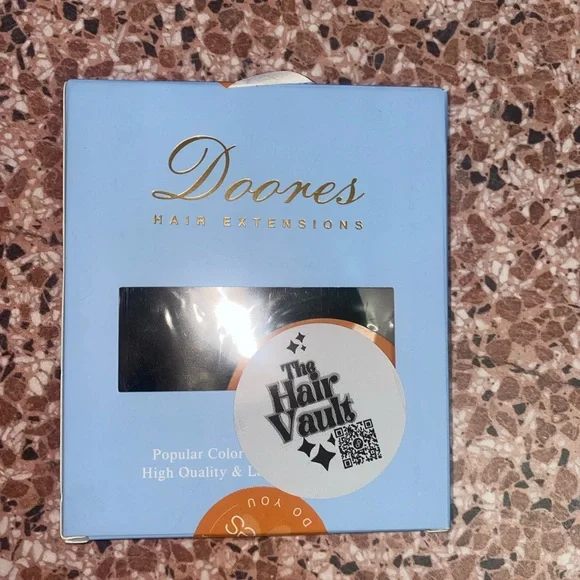 Doores
HAIR EXTENSIONS
The
Hair
Vault
Popular Color
High Quality &
DO YOU